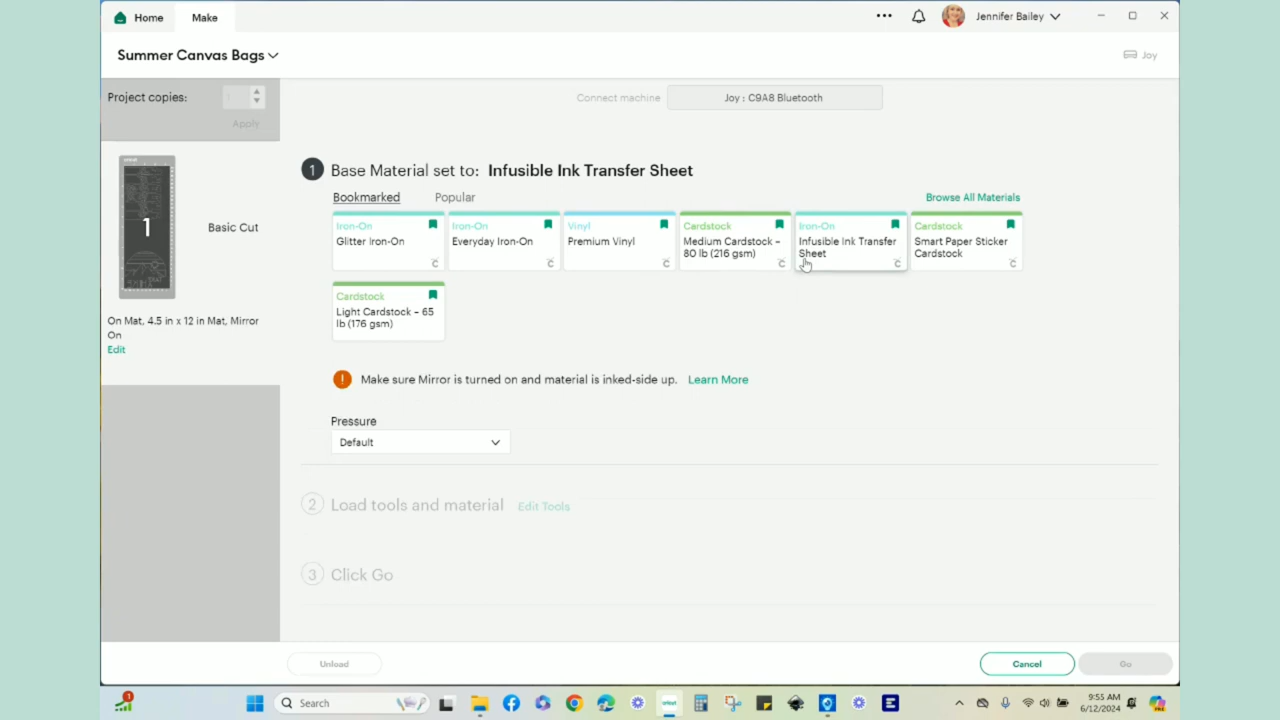 Home
Make
Jennifer Bailey
Summer Canvas Bags
Joy
Project copies:
1
Apply
Connect machine
Joy : C9A8 Bluetooth
1
Basic Cut
On Mat, 4.5 in x 12 in Mat, Mirror
On
Edit
1 Base Material set to: Infusible Ink Transfer Sheet
Bookmarked
Popular
Browse All Materials
Iron-On
Glitter Iron-On
C
Iron-On
Everyday Iron-On
C
Vinyl
Premium Vinyl
C
Cardstock
Medium Cardstock –
80 lb (216 gsm)
C
Iron-On
Infusible Ink Transfer
Sheet
C
Cardstock
Smart Paper Sticker
Cardstock
C
Cardstock
Light Cardstock – 65
lb (176 gsm)
! Make sure Mirror is turned on and material is inked-side up. Learn More
Pressure
Default
2 Load tools and material Edit Tools
3 Click Go
Unload
Cancel
Go
1
Search
9:55 AM
6/12/2024